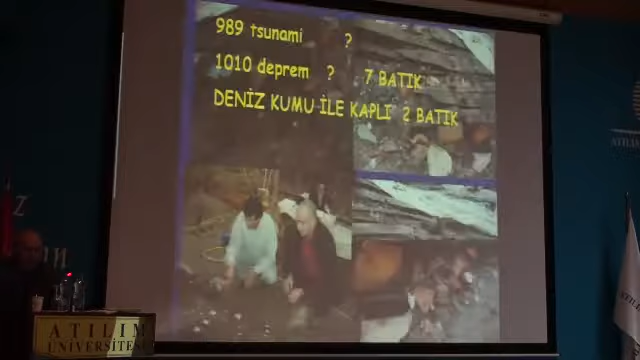 989 tsunami ?
1010 deprem ? 7 BATIK
DENİZ KUMU İLE KAPLI 2 BATIK
ATILIM
ÜNİVERSİTESİ